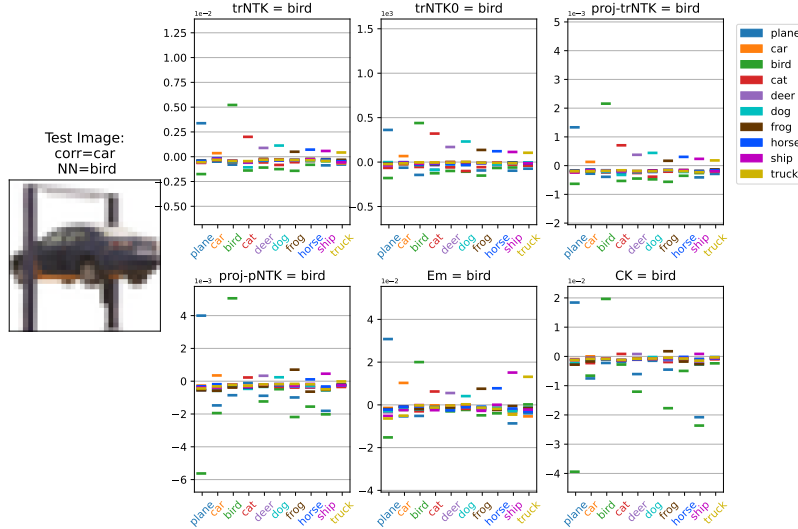 Test Image:
corr=car
NN=bird
trNTK = bird
1e−2
1.25
1.00
0.75
0.50
0.25
0.00
−0.25
−0.50
plane
car
bird
cat
deer
dog
frog
horse
ship
truck
trNTK0 = bird
1e3
1.5
1.0
0.5
0.0
−0.5
plane
car
bird
cat
deer
dog
frog
horse
ship
truck
proj-trNTK = bird
1e−3
5
4
3
2
1
0
−1
−2
plane
car
bird
cat
deer
dog
frog
horse
ship
truck
plane
car
bird
cat
deer
dog
frog
horse
ship
truck
proj-pNTK = bird
1e−3
4
2
0
−2
−4
−6
plane
car
bird
cat
deer
dog
frog
horse
ship
truck
Em = bird
1e−2
4
2
0
−2
−4
plane
car
bird
cat
deer
dog
frog
horse
ship
truck
CK = bird
1e−2
2
1
0
−1
−2
−3
−4
plane
car
bird
cat
deer
dog
frog
horse
ship
truck